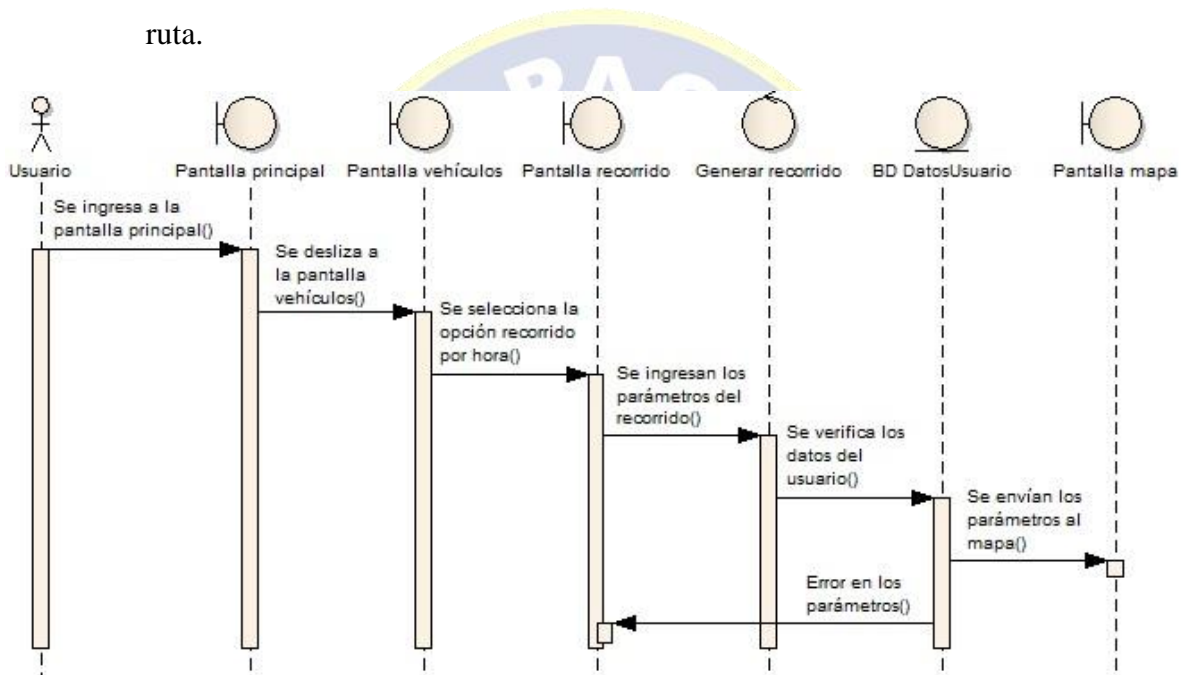 ruta.
RAO
Usuario
Pantalla principal
Pantalla vehículos
Pantalla recorrido
Generar recorrido
BD DatosUsuario
Pantalla mapa
Se ingresa a la
pantalla principal()
Se desliza a
la pantalla
vehículos()
Se selecciona la
opción recorrido
por hora()
Se ingresan los
parámetros del
recorrido()
Se verifica los
datos del
usuario()
Se envían los
parámetros al
mapa()
Error en los
parámetros()